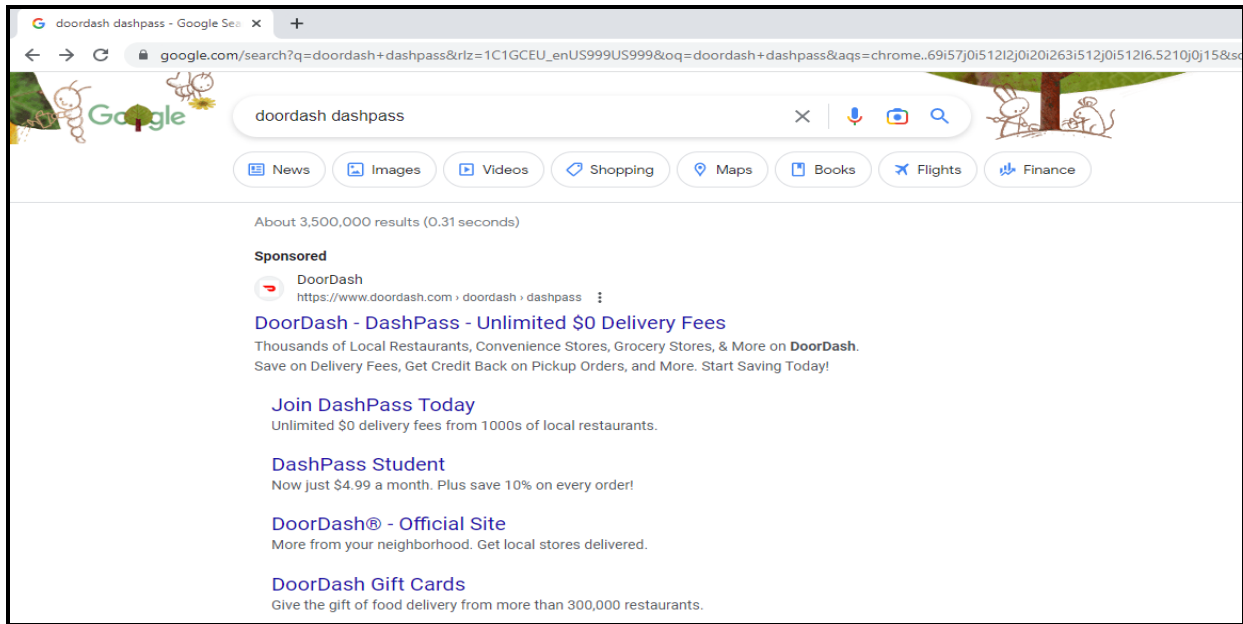 doordash dashpass - Google Sea
google.com/search?q=doordash+dashpass&rlz=1C1GCEU_enUS999US999&oq=doordash+dashpass&aqs=chrome..69i57j0i512l2j0i20i263i512j0i512l6.5210j0j15&so
Google
doordash dashpass
News Images Videos Shopping Maps Books Flights Finance
About 3,500,000 results (0.31 seconds)
Sponsored
DoorDash
https://www.doordash.com › doordash › dashpass
DoorDash - DashPass - Unlimited $0 Delivery Fees
Thousands of Local Restaurants, Convenience Stores, Grocery Stores, & More on DoorDash.
Save on Delivery Fees, Get Credit Back on Pickup Orders, and More. Start Saving Today!
Join DashPass Today
Unlimited $0 delivery fees from 1000s of local restaurants.
DashPass Student
Now just $4.99 a month. Plus save 10% on every order!
DoorDash® - Official Site
More from your neighborhood. Get local stores delivered.
DoorDash Gift Cards
Give the gift of food delivery from more than 300,000 restaurants.